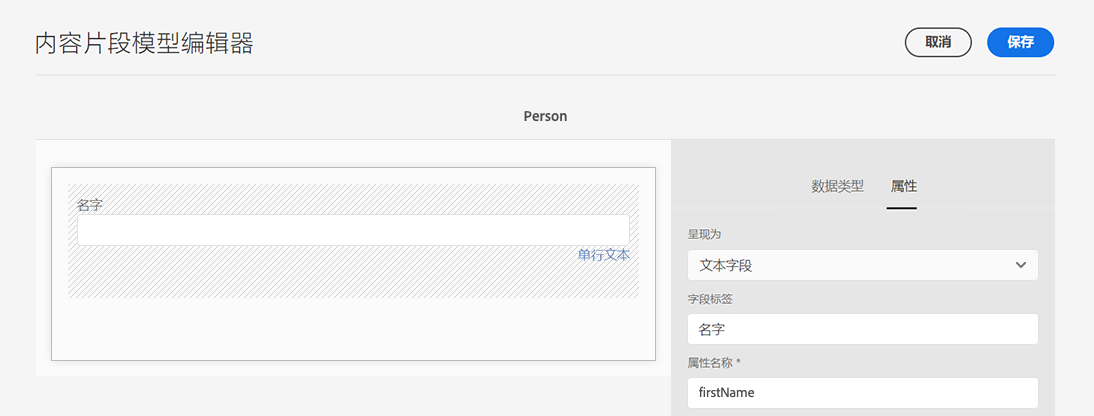 内容片段模型编辑器
取消
保存
Person
名字
单行文本
数据类型
属性
呈现为
文本字段
字段标签
名字
属性名称 *
firstName